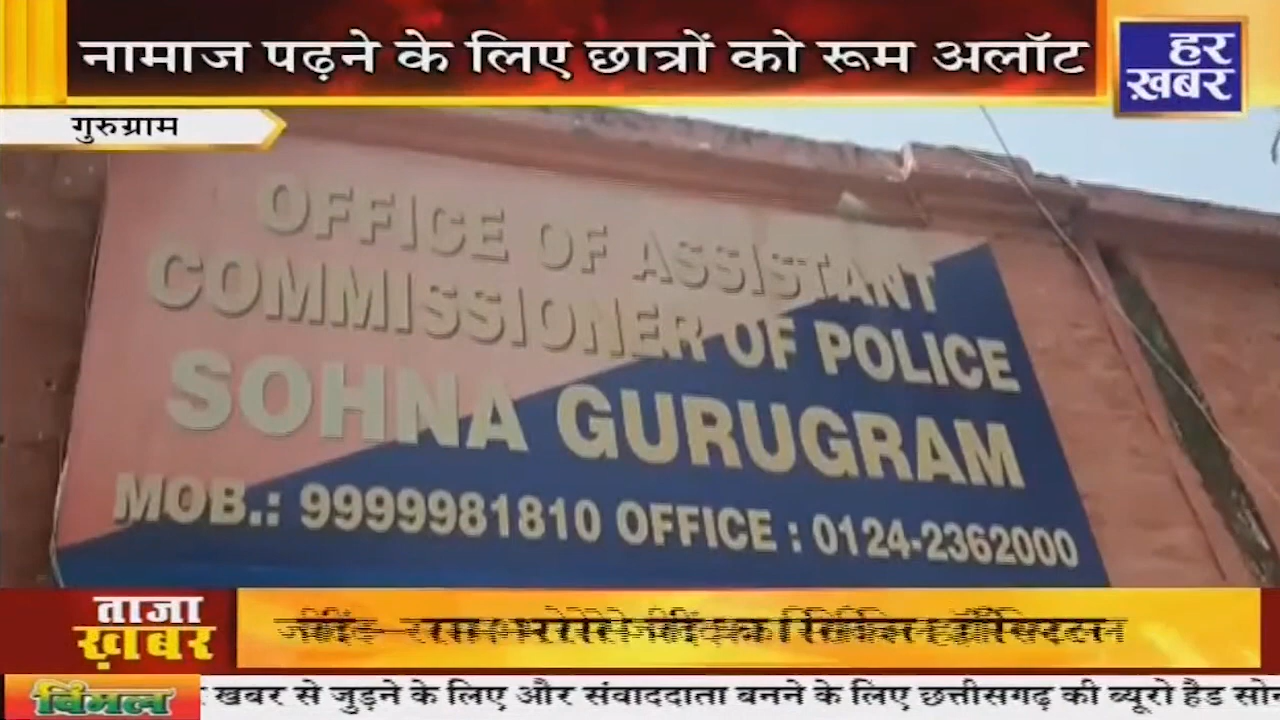 नामाज पढ़ने के लिए छात्रों को रूम अलॉट
हर
ख़बर
गुरुग्राम
OFFICE OF ASSISTANT
COMMISSIONER OF POLICE
SOHNA GURUGRAM
MOB.: 9999981810 OFFICE : 0124-2362000
ताजा
ख़बर
विमल
खबर से जुड़ने के लिए और संवाददाता बनने के लिए छत्तीसगढ़ की ब्यूरो हैड